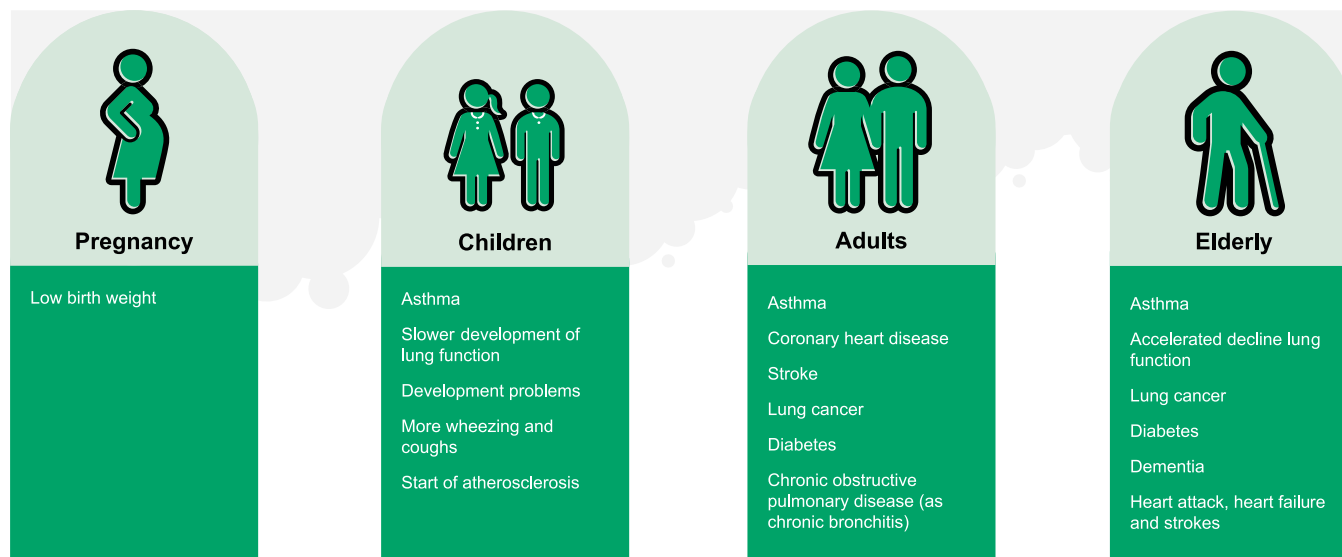 Pregnancy
Low birth weight
Children
Asthma
Slower development of
lung function
Development problems
More wheezing and
coughs
Start of atherosclerosis
Adults
Asthma
Coronary heart disease
Stroke
Lung cancer
Diabetes
Chronic obstructive
pulmonary disease (as
chronic bronchitis)
Elderly
Asthma
Accelerated decline lung
function
Lung cancer
Diabetes
Dementia
Heart attack, heart failure
and strokes